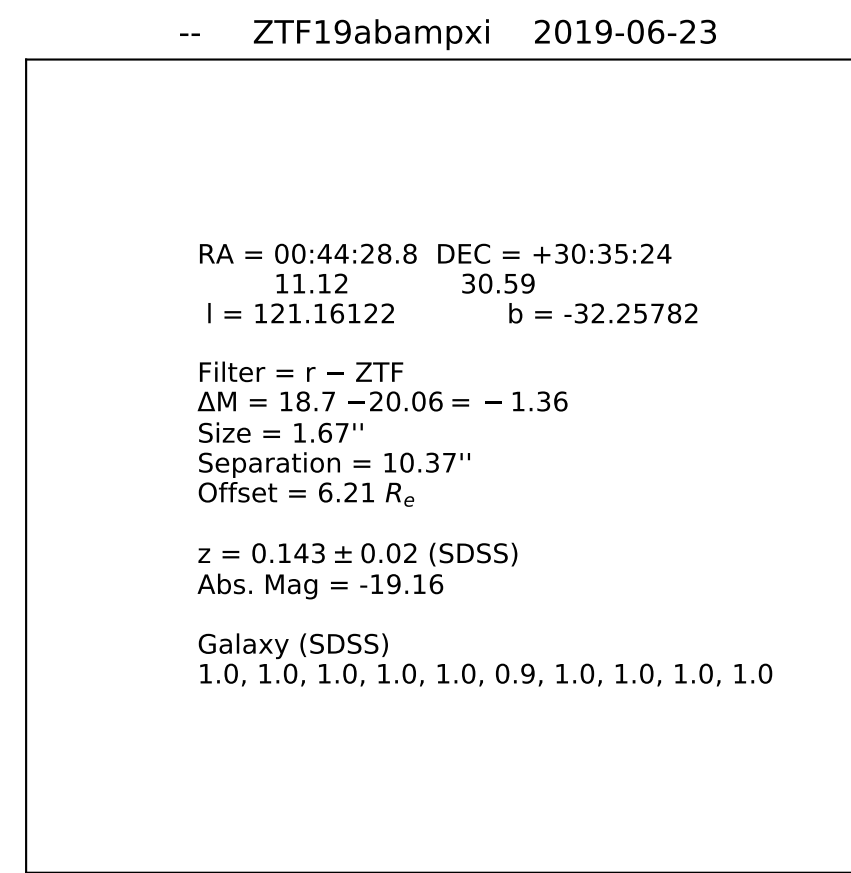 --    ZTF19abampxi    2019-06-23
RA = 00:44:28.8  DEC = +30:35:24
11.12    30.59
l = 121.16122    b = -32.25782
Filter = r − ZTF
ΔM = 18.7 −20.06 = − 1.36
Size = 1.67''
Separation = 10.37''
Offset = 6.21 Rₑ
z = 0.143 ± 0.02 (SDSS)
Abs. Mag = -19.16
Galaxy (SDSS)
1.0, 1.0, 1.0, 1.0, 1.0, 0.9, 1.0, 1.0, 1.0, 1.0